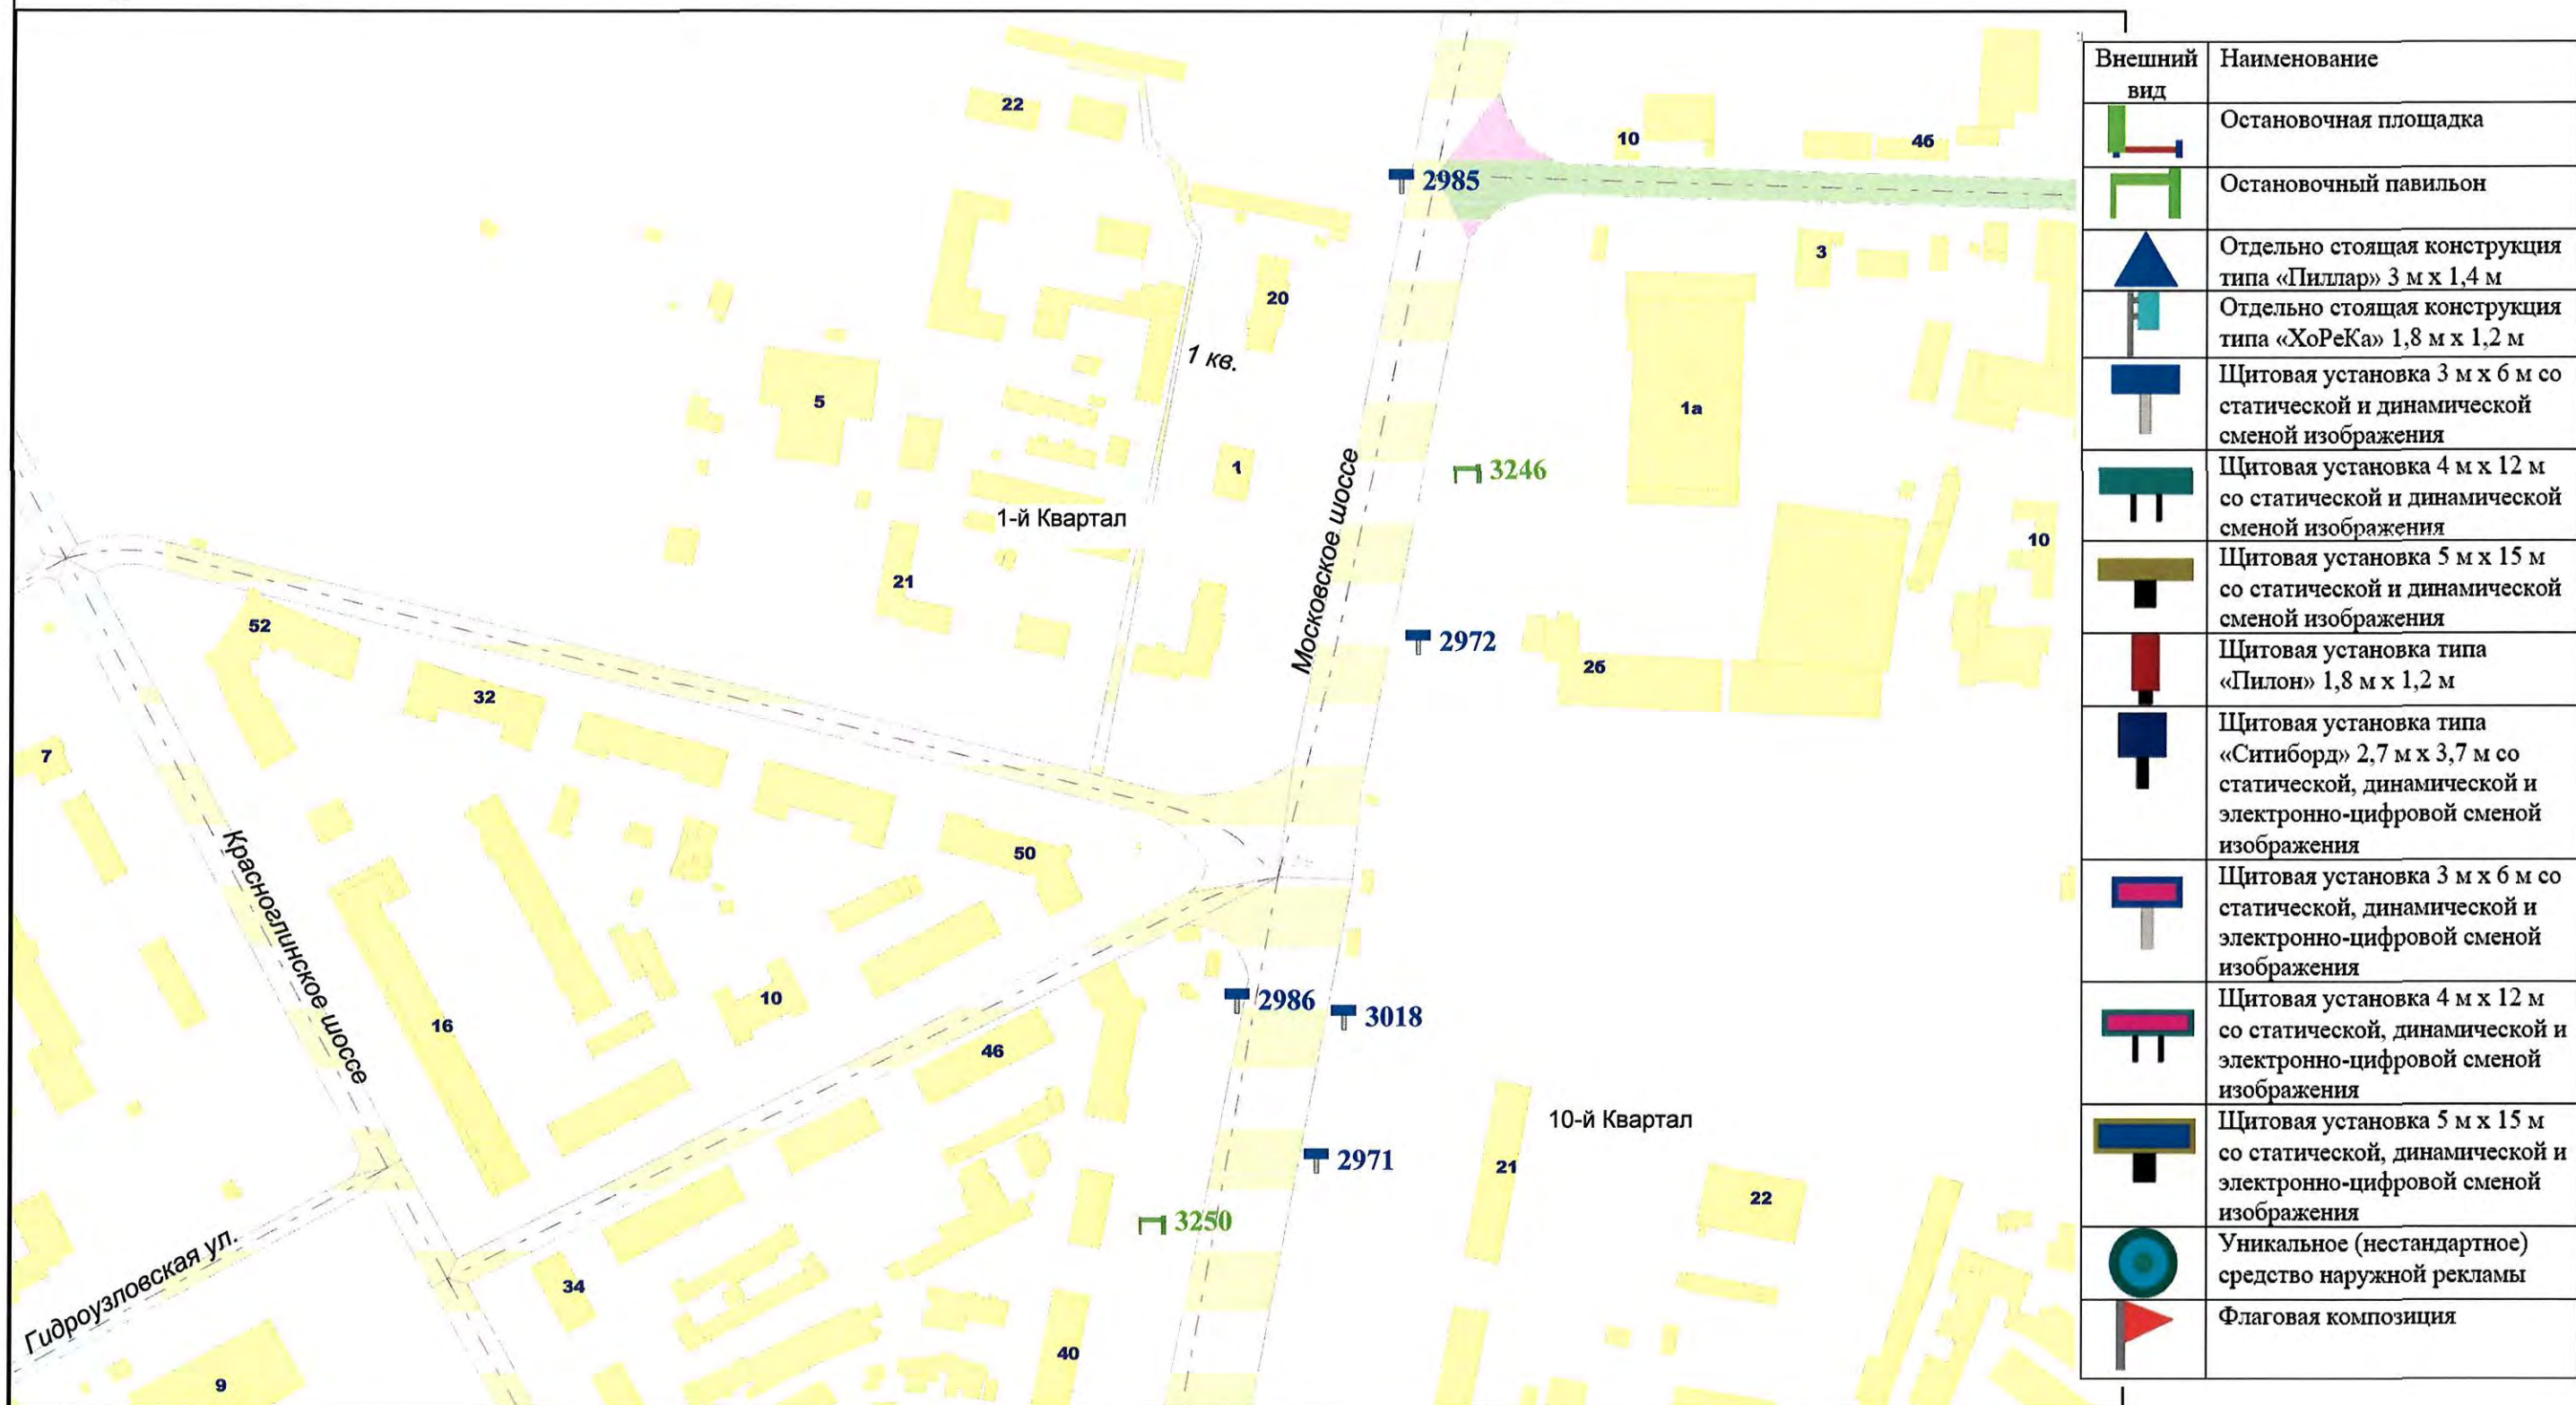 22
10
4б
2985
3
20
1 кв.
5
1а
1
Московское шоссе
3246
1-й Квартал
10
21
52
2972
2б
32
7
50
Красноглинское шоссе
10
2986
3018
16
46
10-й Квартал
2971
21
22
3250
Гидроузловская ул.
34
40
9
Внешний
вид
Наименование
Остановочная площадка
Остановочный павильон
Отдельно стоящая конструкция
типа «Пиллар» 3 м х 1,4 м
Отдельно стоящая конструкция
типа «ХоРеКа» 1,8 м х 1,2 м
Щитовая установка 3 м х 6 м со
статической и динамической
сменой изображения
Щитовая установка 4 м х 12 м
со статической и динамической
сменой изображения
Щитовая установка 5 м х 15 м
со статической и динамической
сменой изображения
Щитовая установка типа
«Пилон» 1,8 м х 1,2 м
Щитовая установка типа
«Ситиборд» 2,7 м х 3,7 м со
статической, динамической и
электронно-цифровой сменой
изображения
Щитовая установка 3 м х 6 м со
статической, динамической и
электронно-цифровой сменой
изображения
Щитовая установка 4 м х 12 м
со статической, динамической и
электронно-цифровой сменой
изображения
Щитовая установка 5 м х 15 м
со статической, динамической и
электронно-цифровой сменой
изображения
Уникальное (нестандартное)
средство наружной рекламы
Флаговая композиция